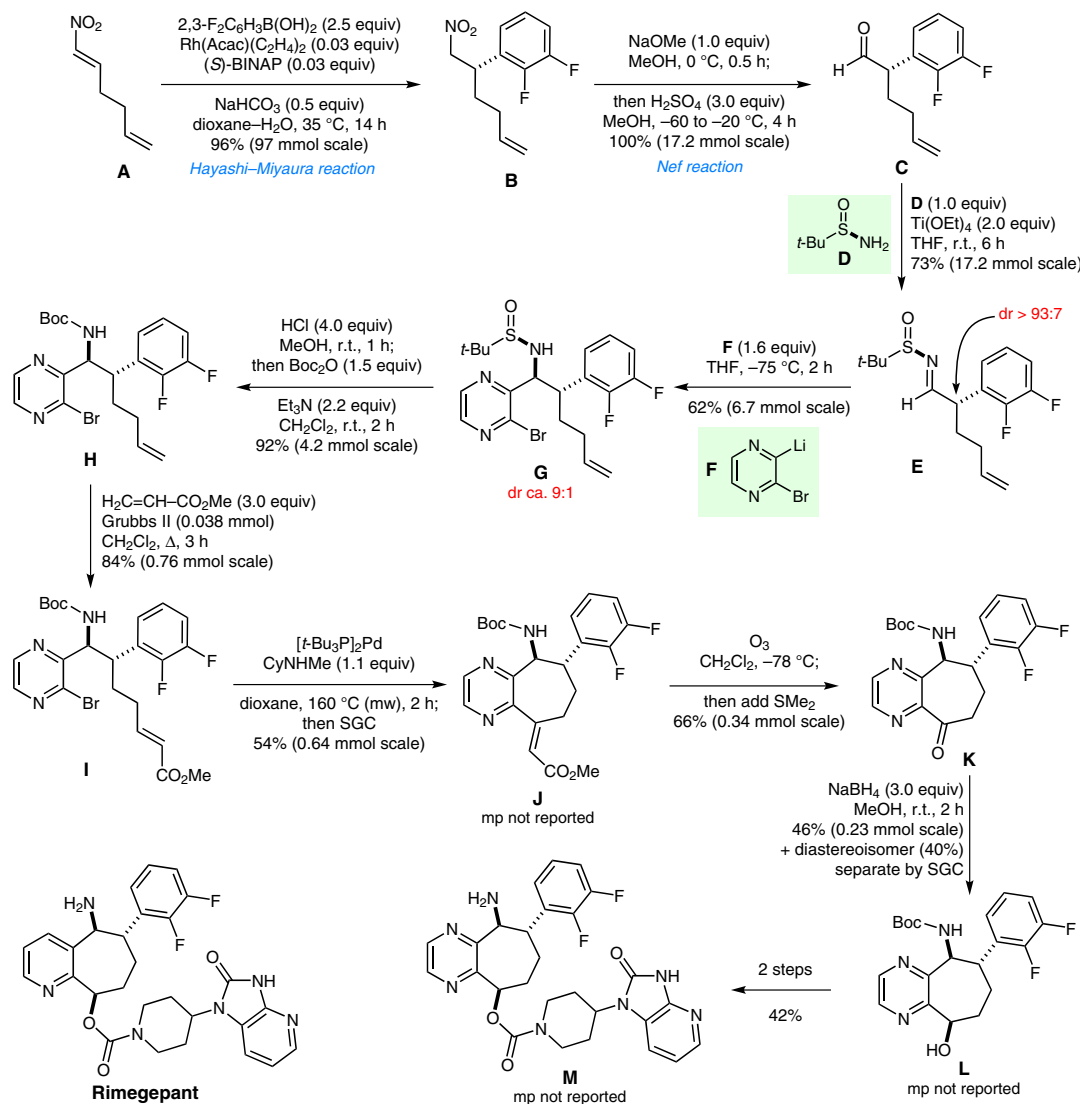 NO2
A
2,3-F2C6H3B(OH)2 (2.5 equiv)
Rh(Acac)(C2H4)2 (0.03 equiv)
(S)-BINAP (0.03 equiv)
NaHCO3 (0.5 equiv)
dioxane–H2O, 35 °C, 14 h
96% (97 mmol scale)
Hayashi–Miyaura reaction
NO2
F
F
B
NaOMe (1.0 equiv)
MeOH, 0 °C, 0.5 h;
then H2SO4 (3.0 equiv)
MeOH, –60 to –20 °C, 4 h
100% (17.2 mmol scale)
Nef reaction
O
H
F
F
C
O
S
t-Bu
NH2
D
D (1.0 equiv)
Ti(OEt)4 (2.0 equiv)
THF, r.t., 6 h
73% (17.2 mmol scale)
dr > 93:7
O
S
t-Bu
N
H
F
F
E
F (1.6 equiv)
THF, –75 °C, 2 h
62% (6.7 mmol scale)
F
N
Li
N
Br
O
S
t-Bu
NH
N
N
Br
F
F
G
dr ca. 9:1
HCl (4.0 equiv)
MeOH, r.t., 1 h;
then Boc2O (1.5 equiv)
Et3N (2.2 equiv)
CH2Cl2, r.t., 2 h
92% (4.2 mmol scale)
Boc
NH
N
N
Br
F
F
H
H2C=CH–CO2Me (3.0 equiv)
Grubbs II (0.038 mmol)
CH2Cl2, Δ, 3 h
84% (0.76 mmol scale)
Boc
NH
N
N
Br
F
F
CO2Me
I
[t-Bu3P]2Pd
CyNHMe (1.1 equiv)
dioxane, 160 °C (mw), 2 h;
then SGC
54% (0.64 mmol scale)
Boc
NH
N
N
F
F
CO2Me
J
mp not reported
O3
CH2Cl2, –78 °C;
then add SMe2
66% (0.34 mmol scale)
Boc
NH
N
N
F
F
O
K
NaBH4 (3.0 equiv)
MeOH, r.t., 2 h
46% (0.23 mmol scale)
+ diastereoisomer (40%)
separate by SGC
Boc
NH
N
N
F
F
HO
L
mp not reported
2 steps
42%
H2N
N
N
F
F
O
O
N
O
N
NH
N
M
mp not reported
H2N
N
F
F
O
O
N
O
N
NH
N
Rimegepant